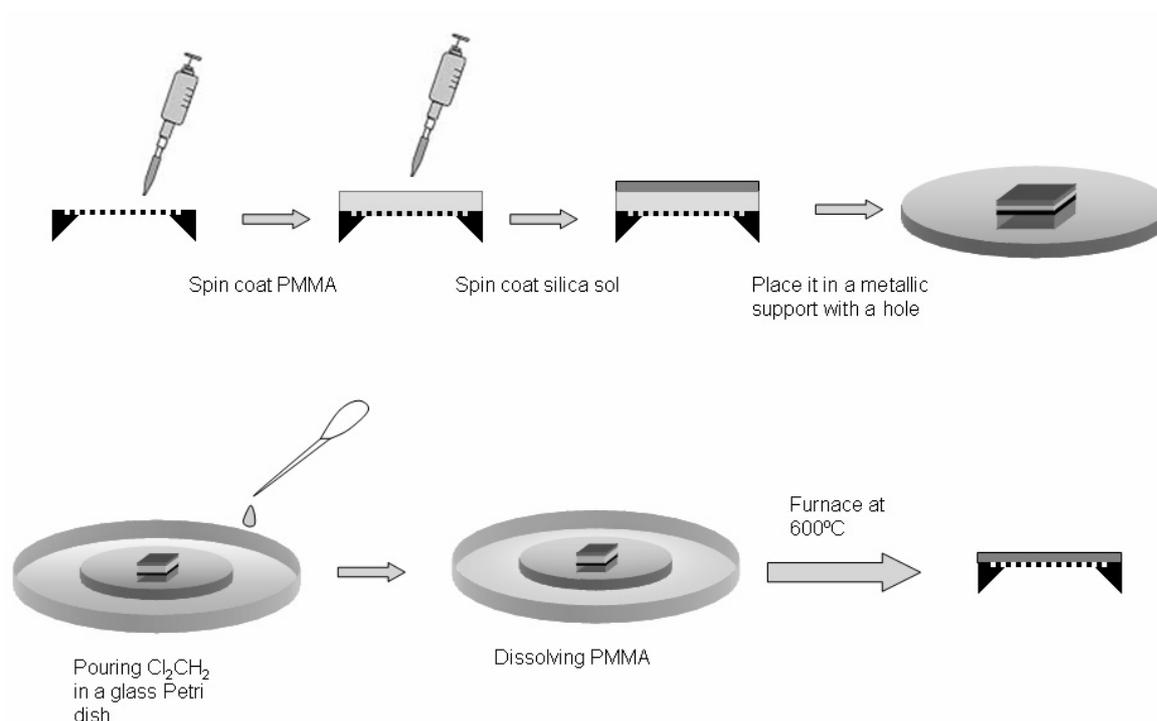 Spin coat PMMA
Spin coat silica sol
Place it in a metallic
support with a hole
Furnace at
600ºC
Pouring Cl₂CH₂
in a glass Petri
dish
Dissolving PMMA